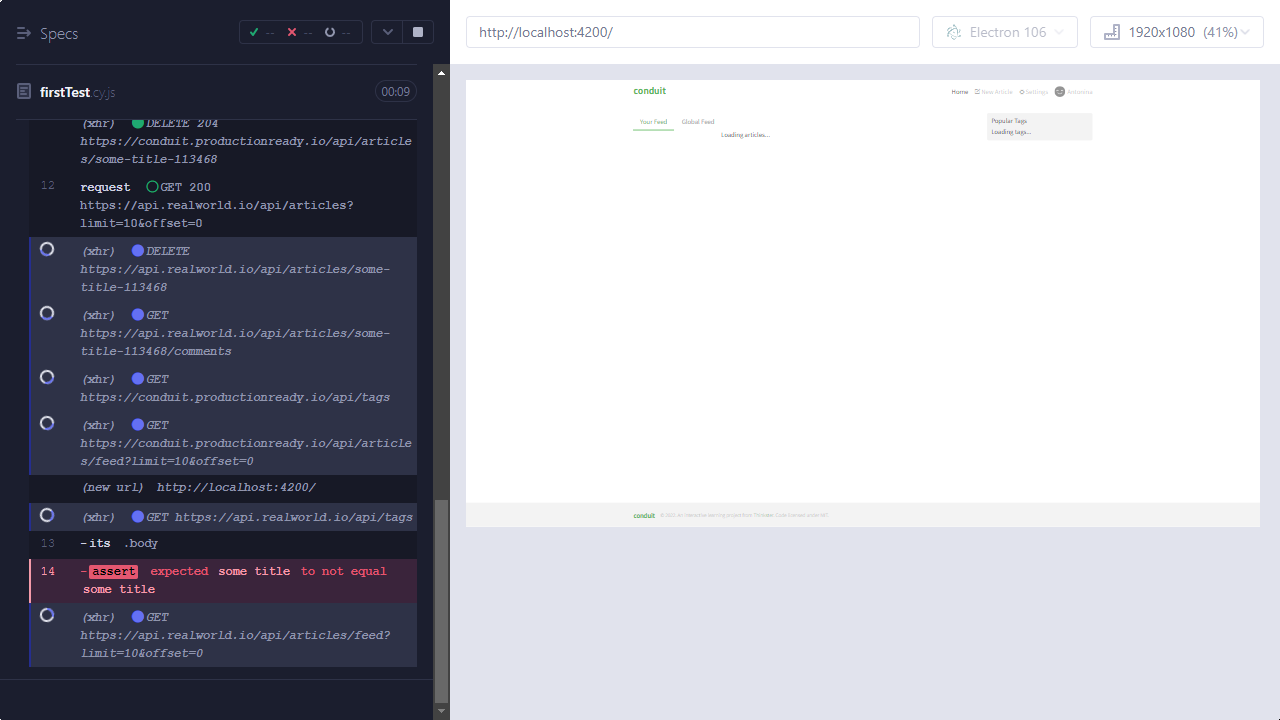 Specs
-- -- --
firstTest.cy.js 00:09
(xhr) DELETE 204
https://conduit.productionready.io/api/article
s/some-title-113468
12 request GET 200
https://api.realworld.io/api/articles?
limit=10&offset=0
(xhr) DELETE
https://api.realworld.io/api/articles/some-
title-113468
(xhr) GET
https://api.realworld.io/api/articles/some-
title-113468/comments
(xhr) GET
https://conduit.productionready.io/api/tags
(xhr) GET
https://conduit.productionready.io/api/article
s/feed?limit=10&offset=0
(new url) http://localhost:4200/
(xhr) GET https://api.realworld.io/api/tags
13 -its .body
14 -assert expected some title to not equal
some title
(xhr) GET
https://api.realworld.io/api/articles/feed?
limit=10&offset=0
http://localhost:4200/
Electron 106
1920x1080 (41%)
conduit
Home New Article Settings
Your Feed Global Feed
Loading articles...
Popular Tags
Loading tags...
conduit